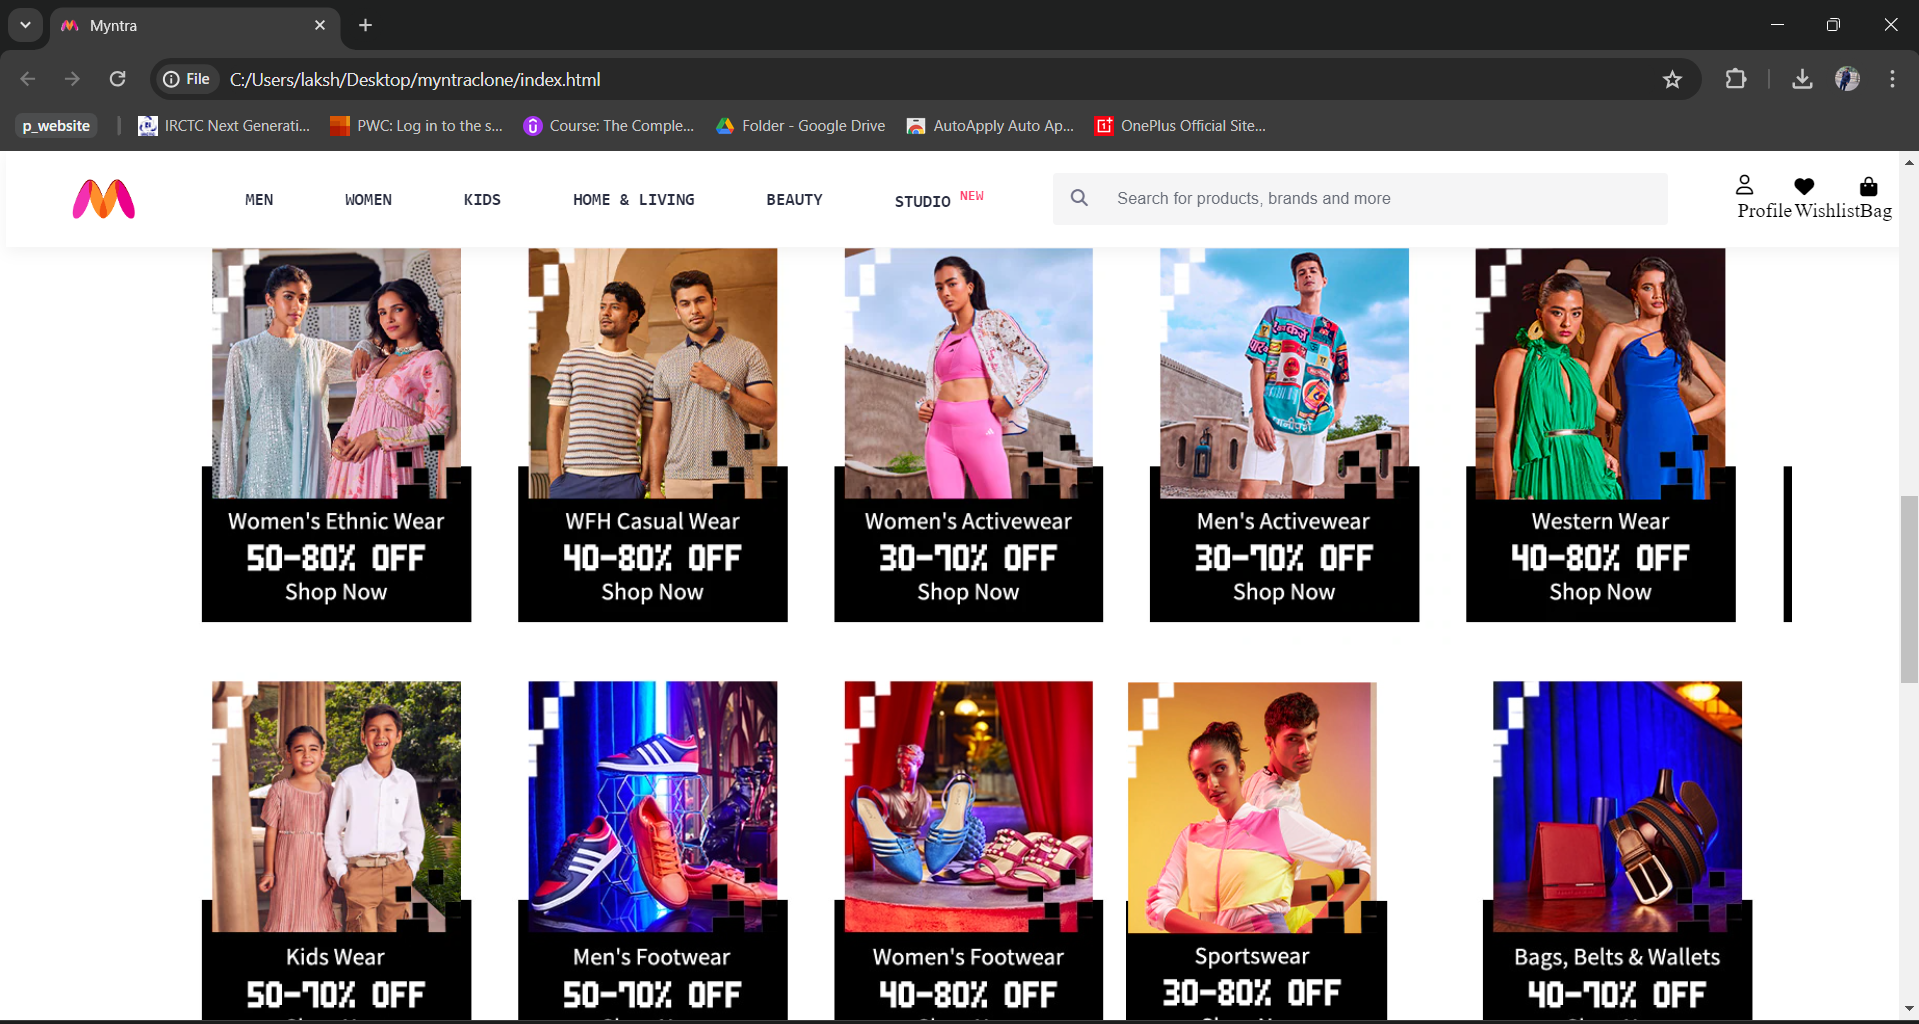 Myntra
File C:/Users/laksh/Desktop/myntraclone/index.html
p_website IRCTC Next Generati... PWC: Log in to the s... Course: The Comple... Folder - Google Drive AutoApply Auto Ap... OnePlus Official Site...
MEN WOMEN KIDS HOME & LIVING BEAUTY STUDIO NEW Search for products, brands and more Profile Wishlist Bag
Women's Ethnic Wear WFH Casual Wear Women's Activewear Men's Activewear Western Wear
50-80% OFF 40-80% OFF 30-70% OFF 30-70% OFF 40-80% OFF
Shop Now Shop Now Shop Now Shop Now Shop Now
Kids Wear Men's Footwear Women's Footwear Sportswear Bags, Belts & Wallets
50-70% OFF 50-70% OFF 40-80% OFF 30-80% OFF 40-70% OFF